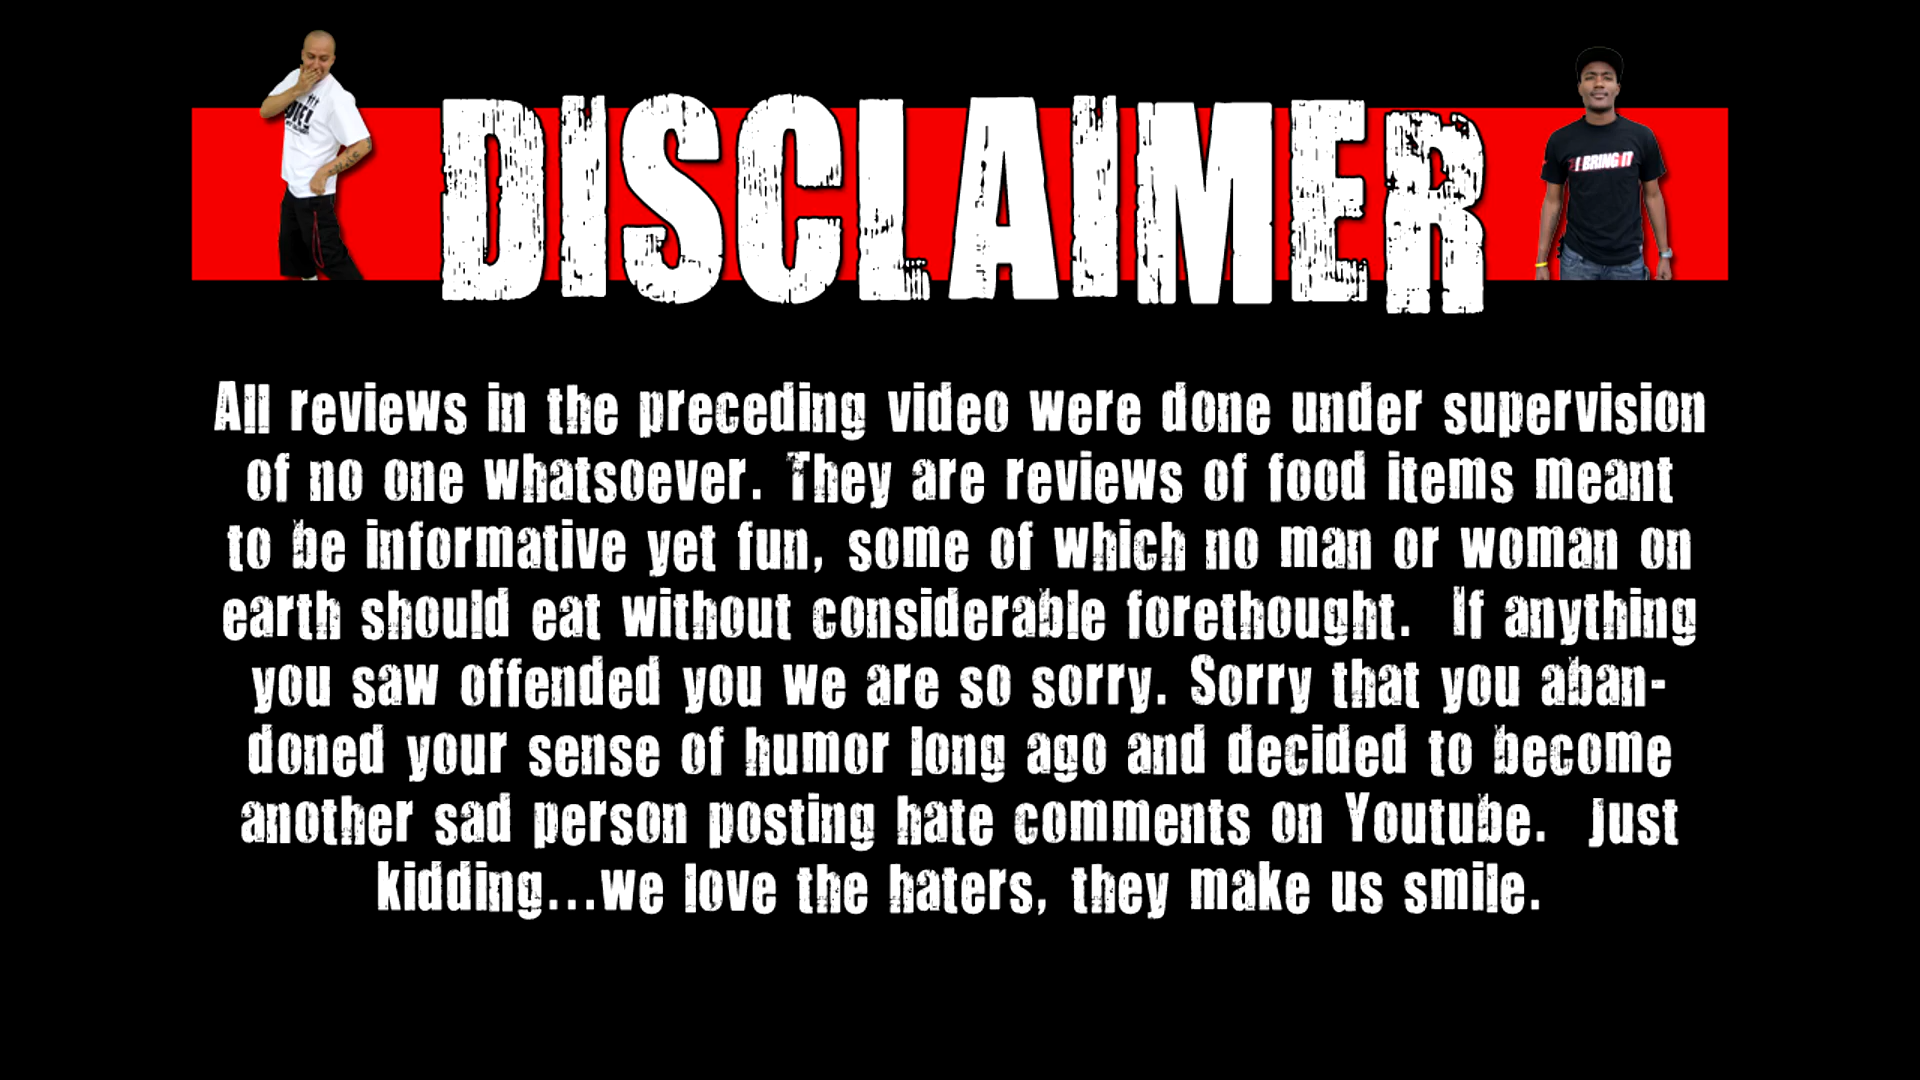 DISCLAIMER
DIET
I BRING IT
All reviews in the preceding video were done under supervision
of no one whatsoever. They are reviews of food items meant
to be informative yet fun, some of which no man or woman on
earth should eat without considerable forethought.  If anything
you saw offended you we are so sorry. Sorry that you aban-
doned your sense of humor long ago and decided to become
another sad person posting hate comments on Youtube.  Just
kidding...we love the haters, they make us smile.